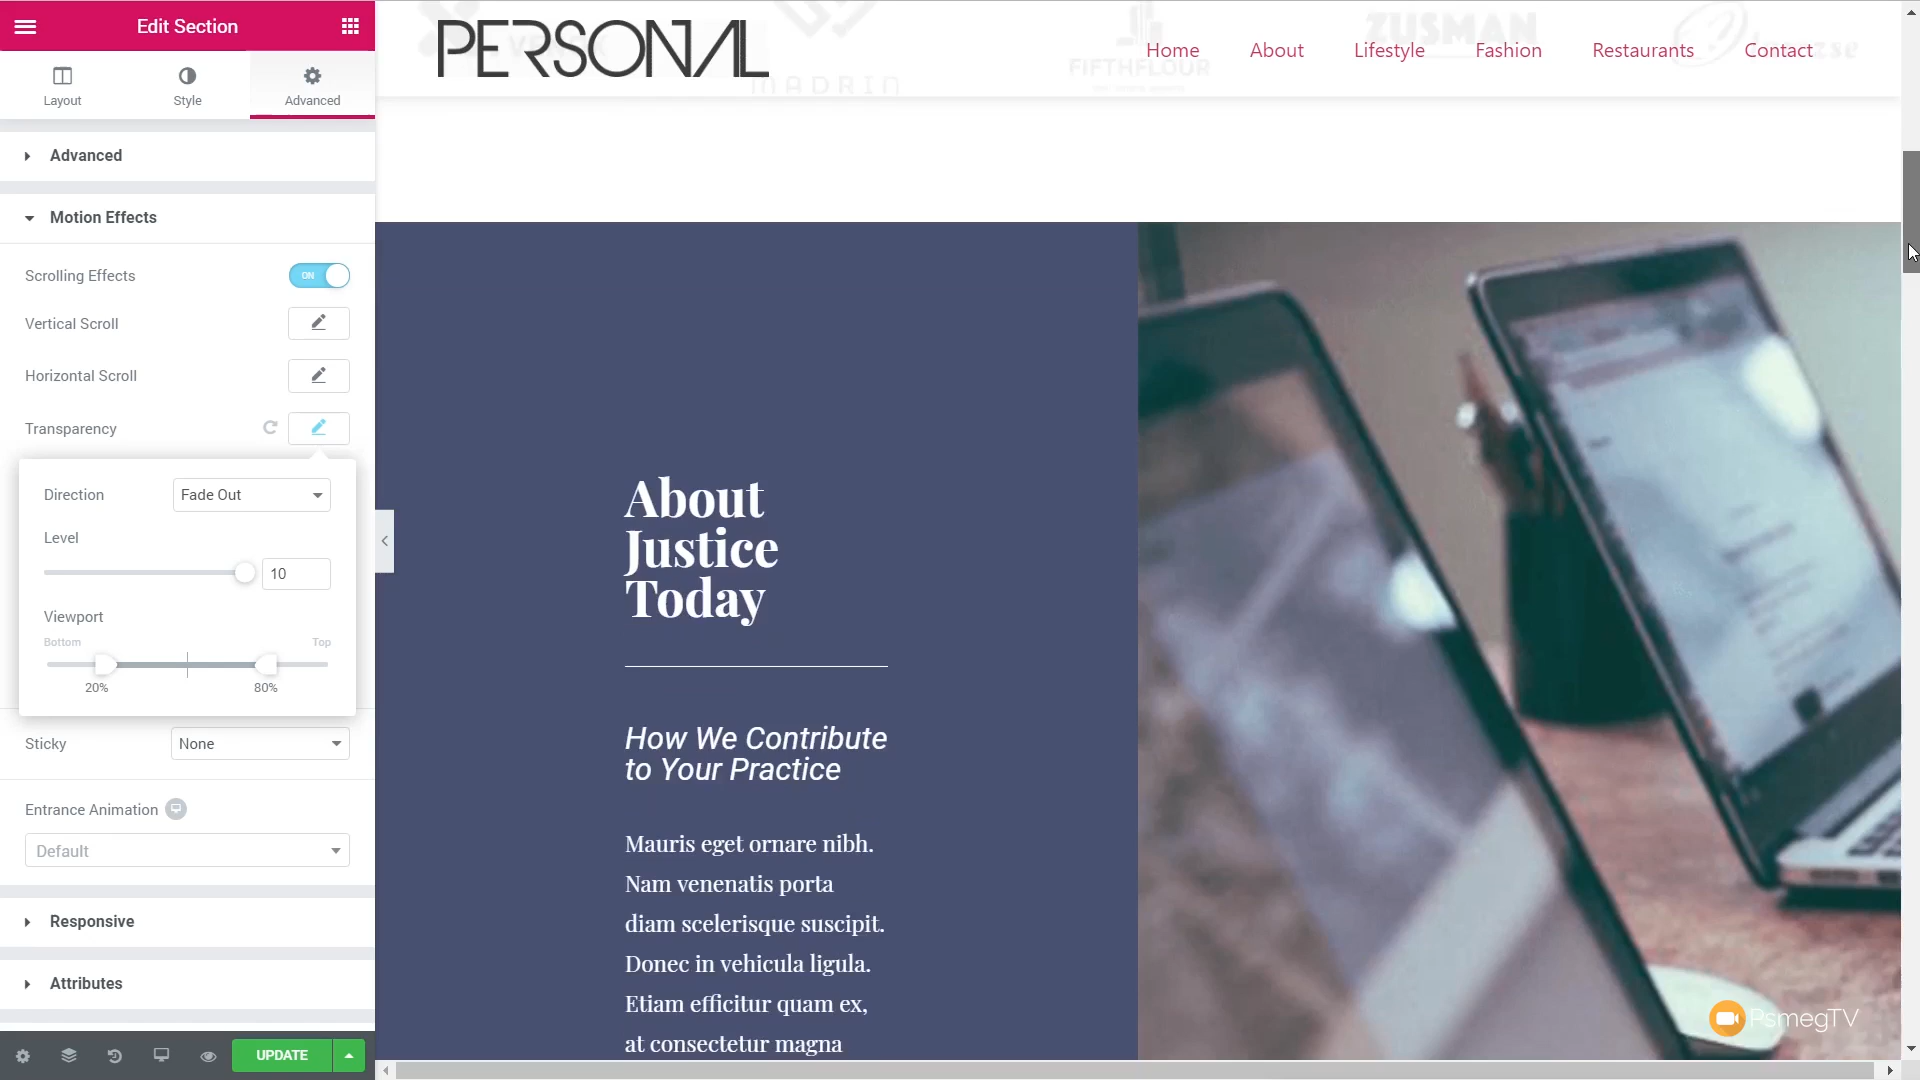 Edit Section
Layout
Style
Advanced
Advanced
Motion Effects
Scrolling Effects
ON
Vertical Scroll
Horizontal Scroll
Transparency
Direction
Fade Out
Level
10
Viewport
Bottom
Top
20%
80%
Sticky
None
Entrance Animation
Default
Responsive
Attributes
UPDATE
PERSONAL
Home
About
Lifestyle
Fashion
Restaurants
Contact
ZUSMAN
FIFTHFLOUR
MADRID
About
Justice
Today
How We Contribute
to Your Practice
Mauris eget ornare nibh.
Nam venenatis porta
diam scelerisque suscipit.
Donec in vehicula ligula.
Etiam efficitur quam ex,
at consectetur magna
PsmegTV